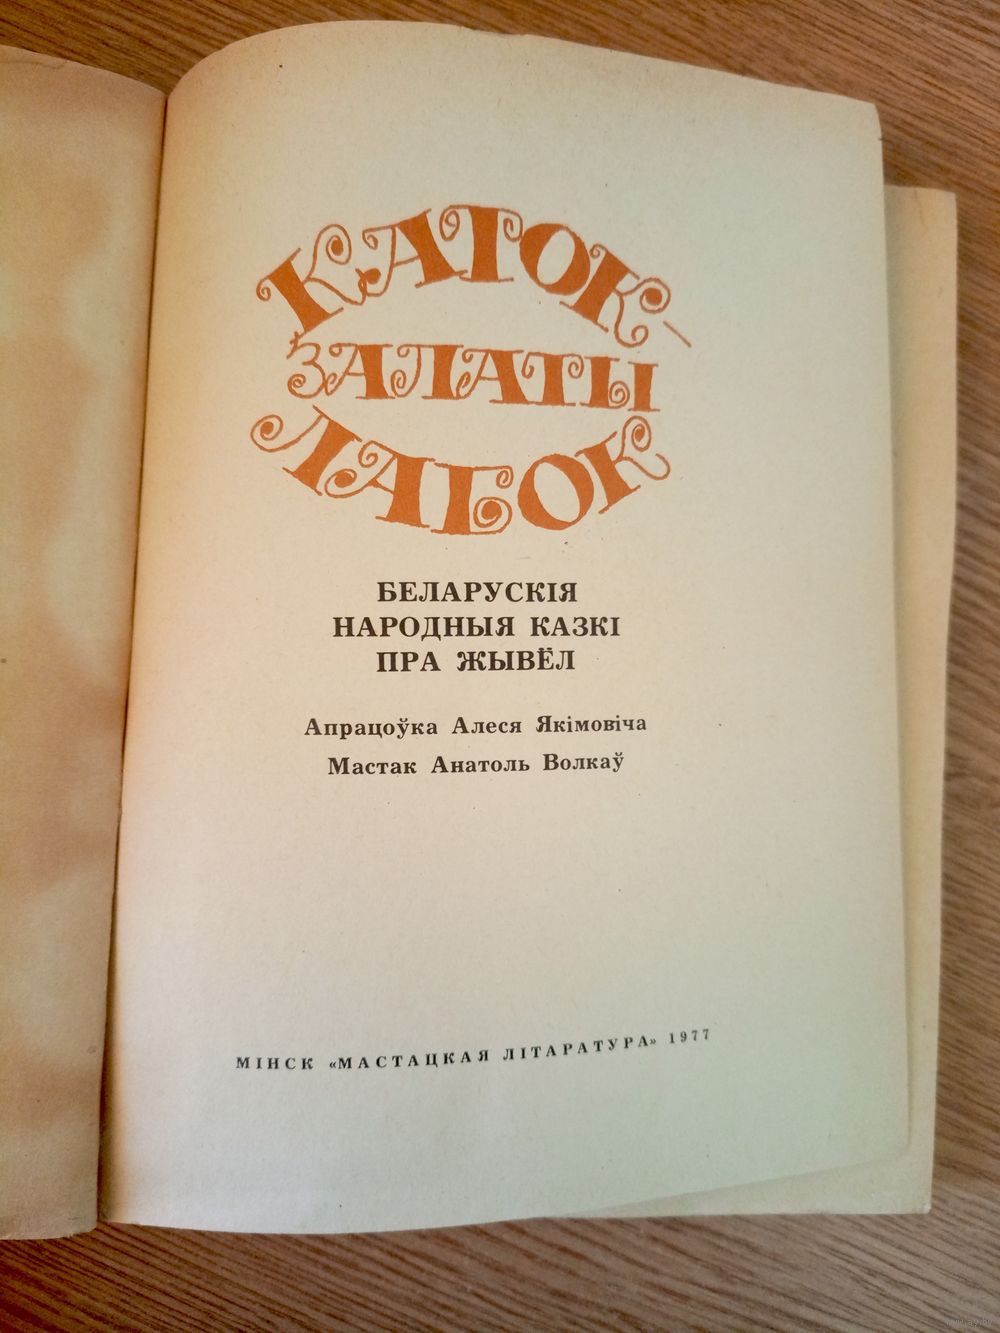 КАТОК-
ЗАЛАТЫ
ЛАБОК
БЕЛАРУСКІЯ
НАРОДНЫЯ КАЗКІ
ПРА ЖЫВЁЛ
Апрацоўка Алеся Якімовіча
Мастак Анатоль Волкаў
МІНСК «МАСТАЦКАЯ ЛІТАРАТУРА» 1977